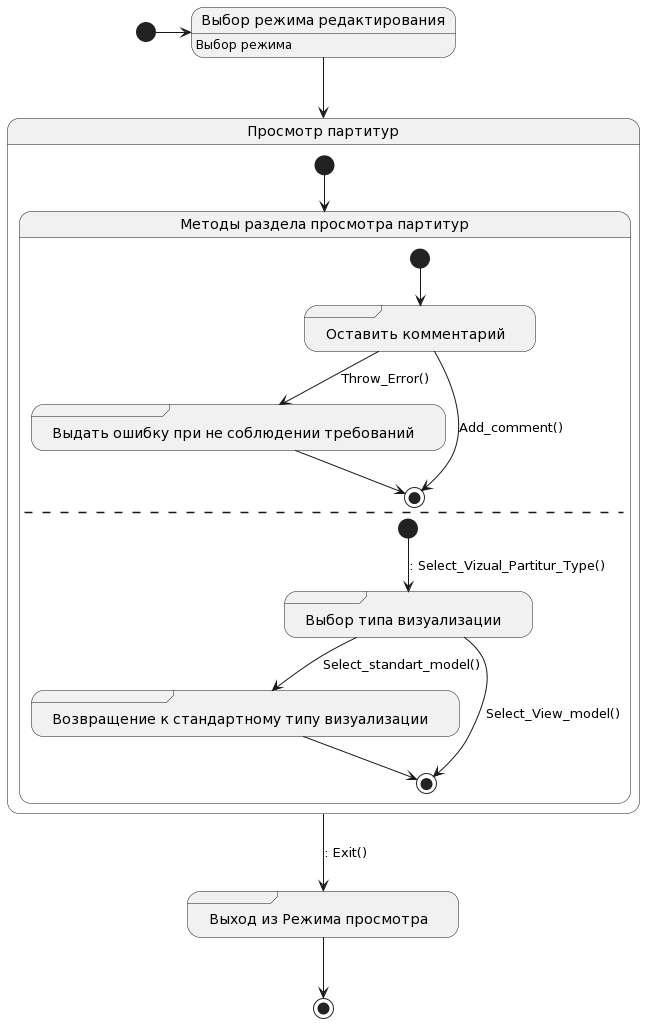 Выбор режима редактирования
Выбор режима
Просмотр партитур
Методы раздела просмотра партитур
Оставить комментарий
Throw_Error()
Выдать ошибку при не соблюдении требований
Add_comment()
: Select_Vizual_Partitur_Type()
Выбор типа визуализации
Select_standart_model()
Возвращение к стандартному типу визуализации
Select_View_model()
: Exit()
Выход из Режима просмотра